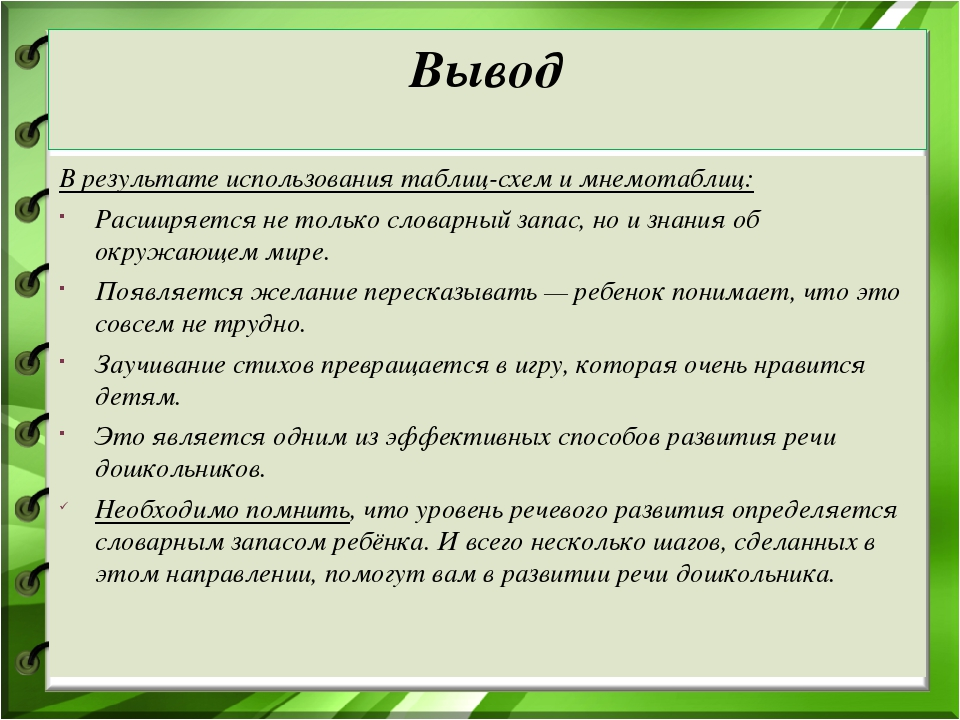 Вывод
В результате использования таблиц-схем и мнемотаблиц:
Расширяется не только словарный запас, но и знания об
окружающем мире.
Появляется желание пересказывать — ребенок понимает, что это
совсем не трудно.
Заучивание стихов превращается в игру, которая очень нравится
детям.
Это является одним из эффективных способов развития речи
дошкольников.
Необходимо помнить, что уровень речевого развития определяется
словарным запасом ребёнка. И всего несколько шагов, сделанных в
этом направлении, помогут вам в развитии речи дошкольника.